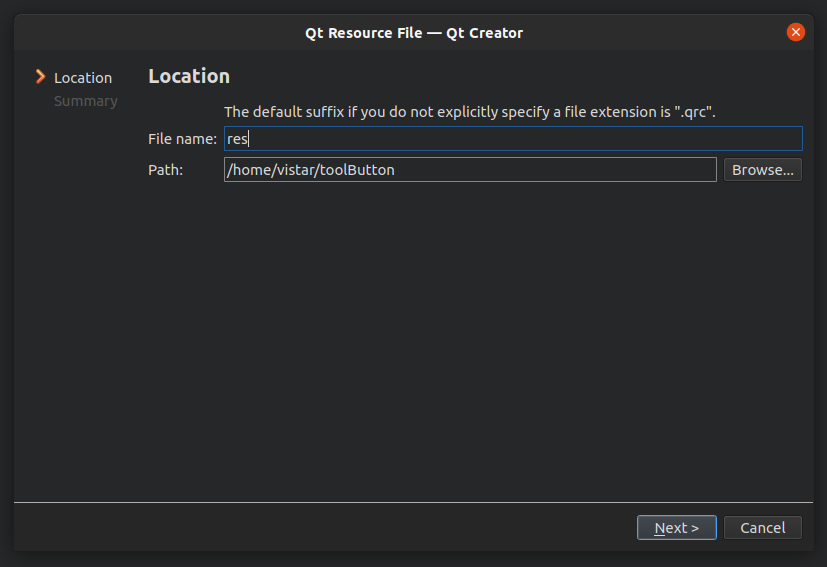 Qt Resource File — Qt Creator
Location
Summary
Location
The default suffix if you do not explicitly specify a file extension is ".qrc".
File name: res
Path: /home/vistar/toolButton Browse...
Next > Cancel